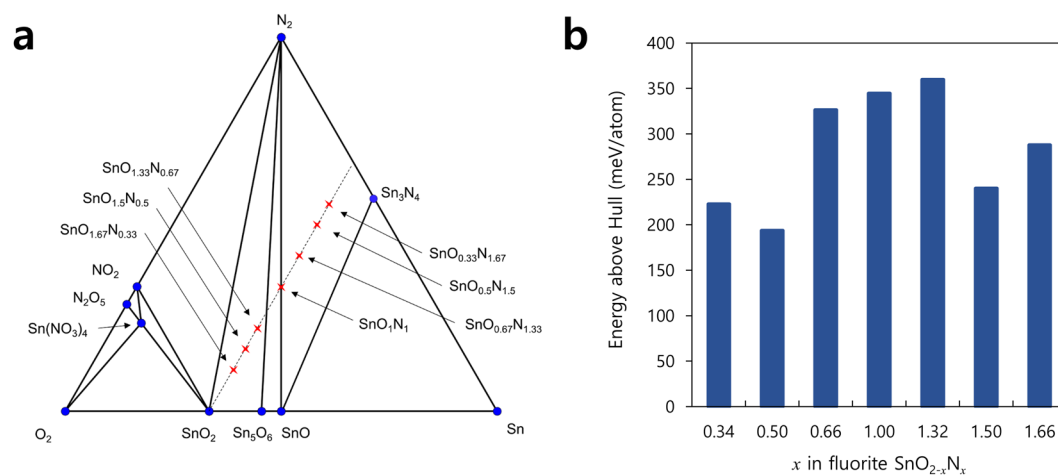 a
N₂
SnO₁.₃₃N₀.₆₇
SnO₁.₅N₀.₅
SnO₁.₆₇N₀.₃₃
Sn₃N₄
NO₂
N₂O₅
Sn(NO₃)₄
SnO₀.₃₃N₁.₆₇
SnO₀.₅N₁.₅
SnO₀.₆₇N₁.₃₃
SnO₁N₁
O₂
SnO₂
Sn₅O₆
SnO
Sn
b
Energy above Hull (meV/atom)
400
350
300
250
200
150
100
50
0
0.34 0.50 0.66 1.00 1.32 1.50 1.66
x in fluorite SnO₂₋ₓNₓ